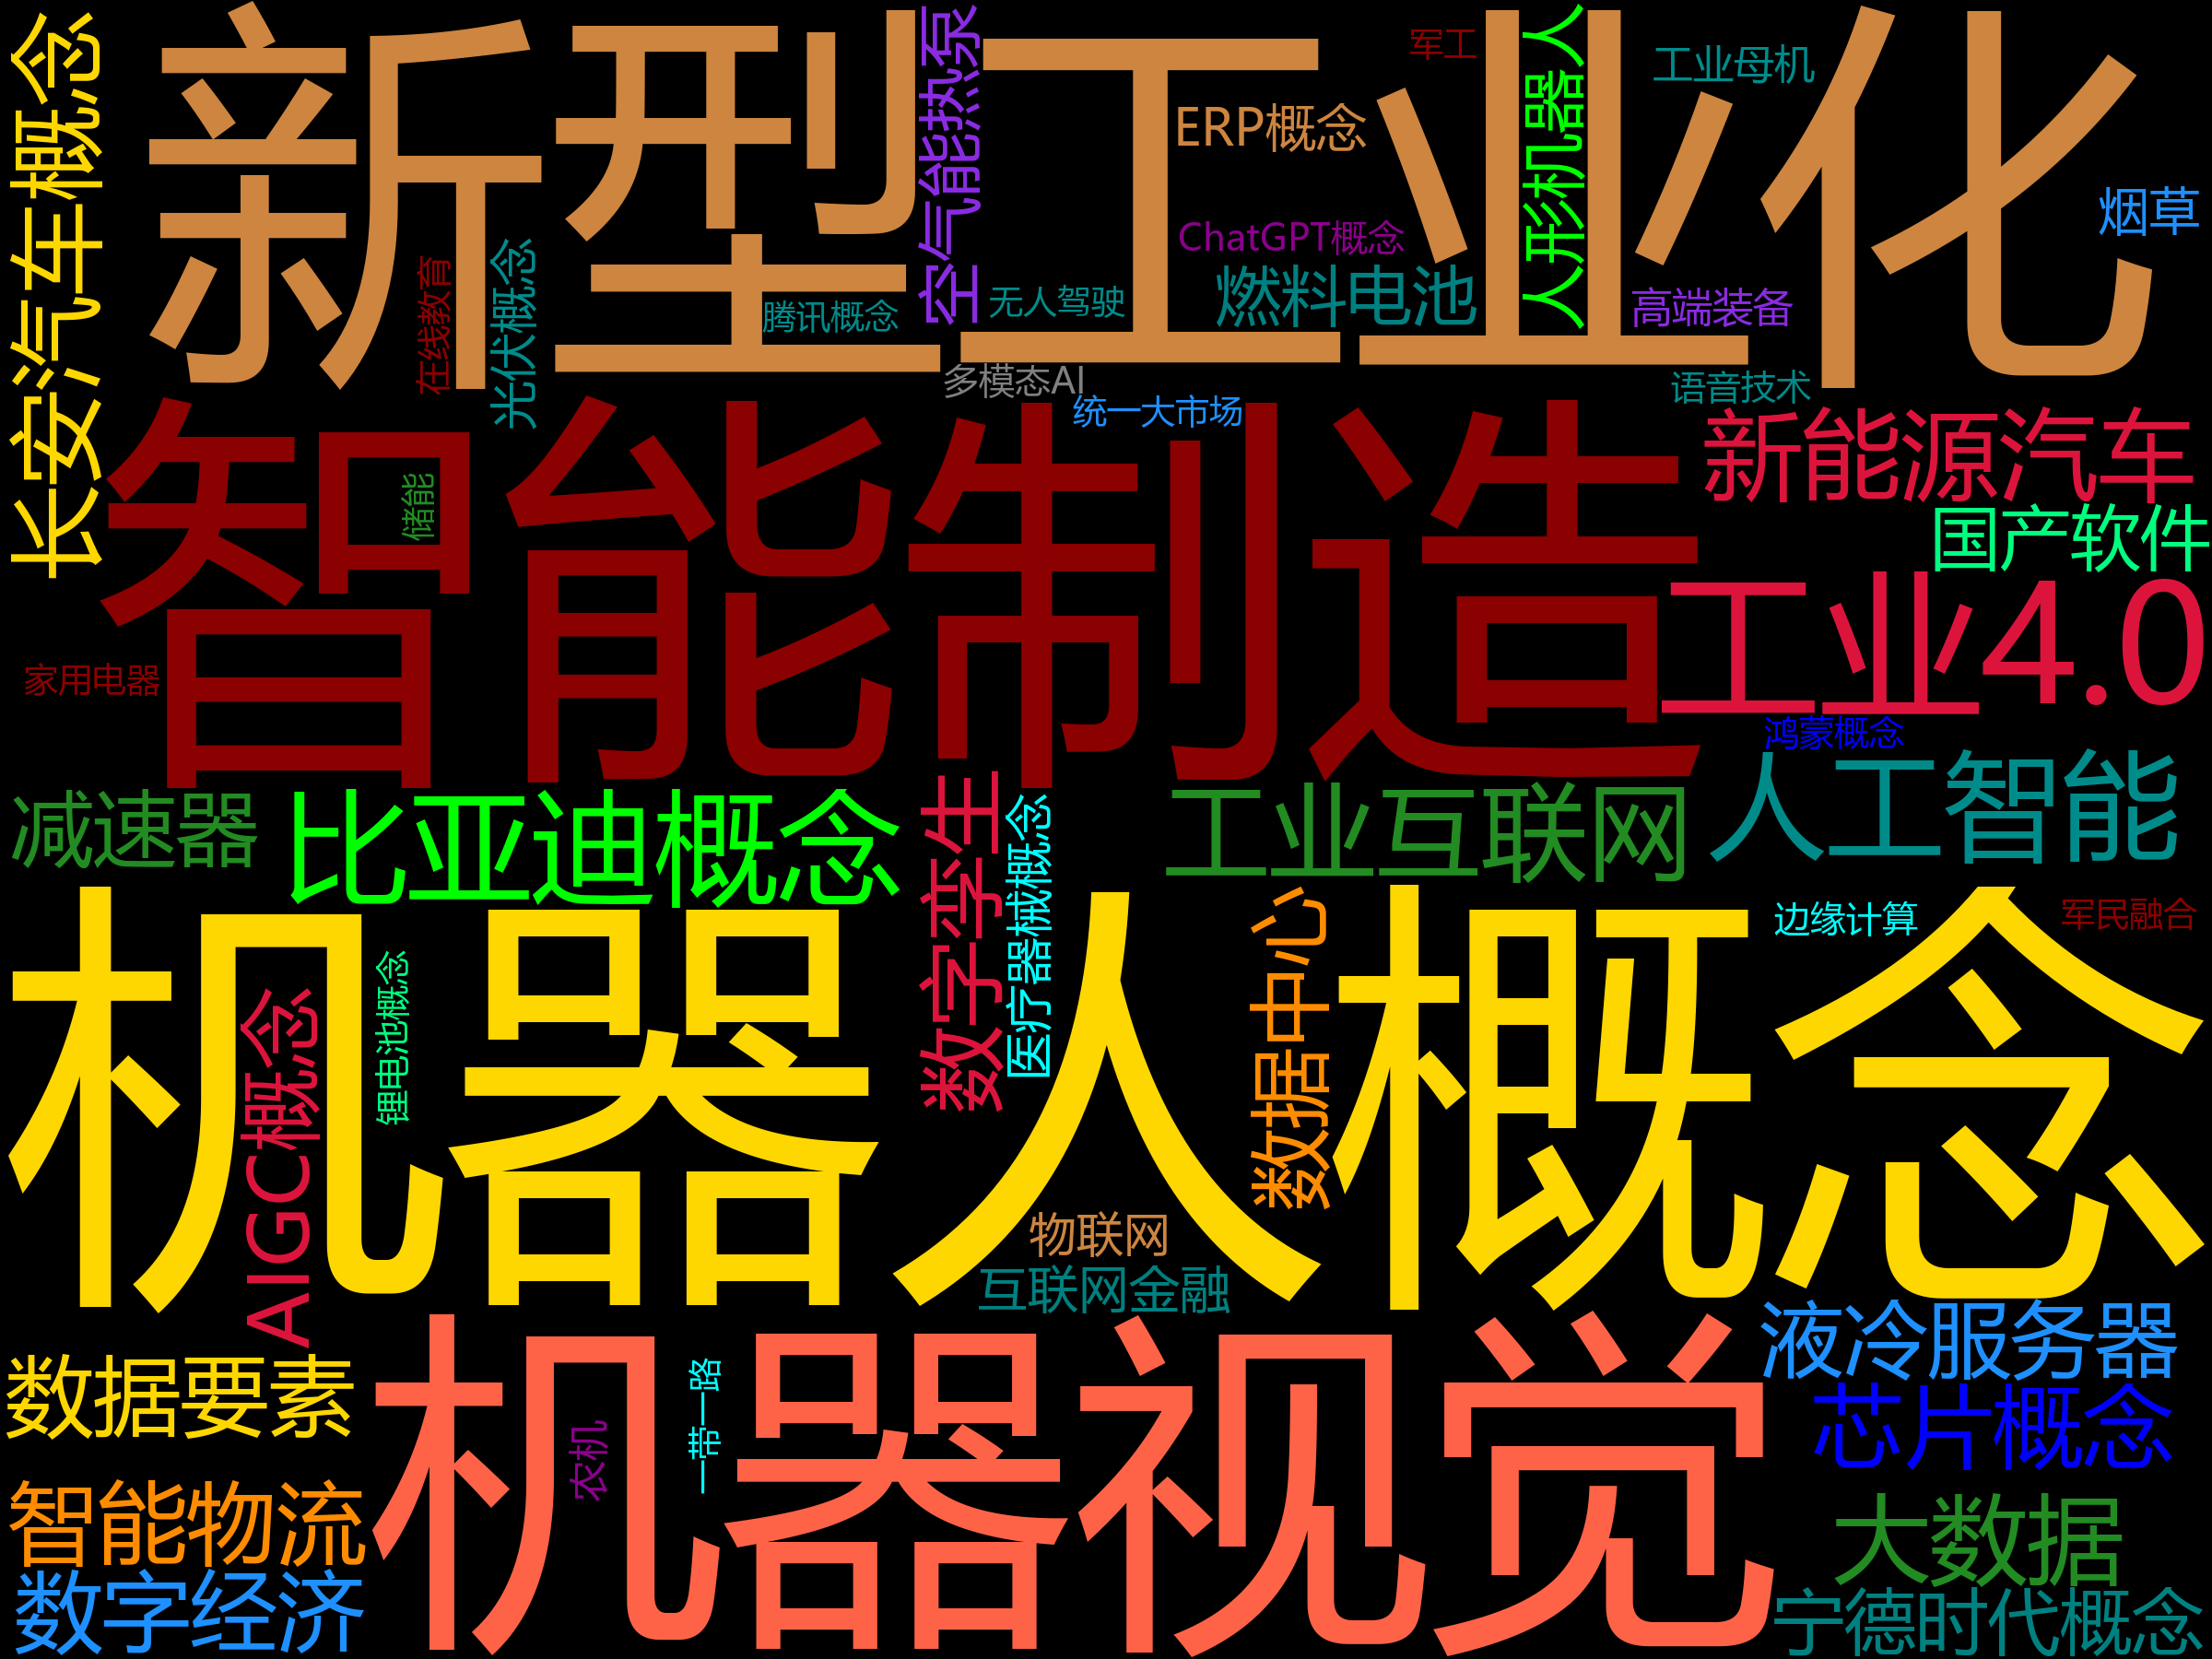 新型工业化
长安汽车概念
空气能热泵
军工
人形机器人
工业母机
ERP概念
烟草
ChatGPT概念
在线教育
光伏概念
腾讯概念
无人驾驶
燃料电池
高端装备
多模态AI
统一大市场
语音技术
智能制造
储能
新能源汽车
国产软件
工业4.0
家用电器
鸿蒙概念
减速器
比亚迪概念
数字孪生
医疗器械概念
工业互联网
人工智能
机器人概念
边缘计算
军民融合
数据中心
AIGC概念
锂电池概念
物联网
互联网金融
液冷服务器
机器视觉
数据要素
一带一路
芯片概念
农机
智能物流
大数据
数字经济
宁德时代概念